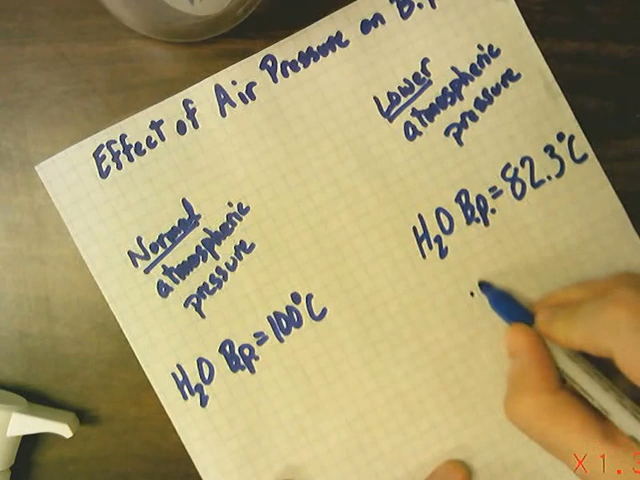 Effect of Air Pressure on B.P
Normal
atmospheric
pressure
H₂O B.p. = 100°C
Lower
atmospheric
pressure
H₂O B.p. = 82.3°C
X1.3